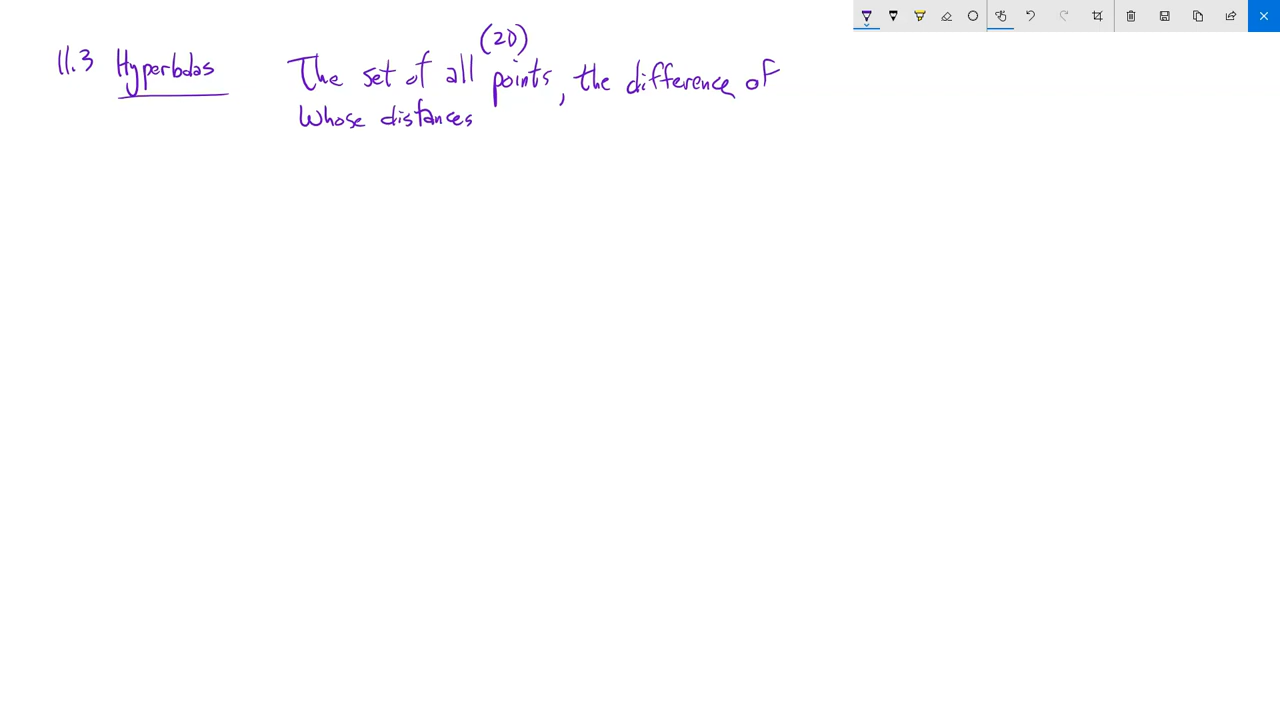 11.3 Hyperbolas
The set of all (2D) points, the difference of
whose distances